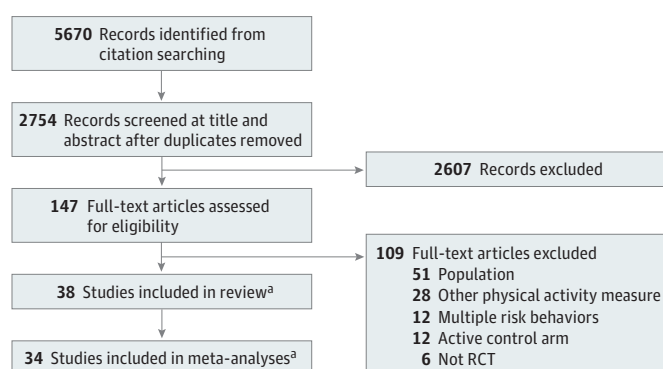 5670 Records identified from
citation searching
2754 Records screened at title and
abstract after duplicates removed
2607 Records excluded
147 Full-text articles assessed
for eligibility
109 Full-text articles excluded
51 Population
28 Other physical activity measure
12 Multiple risk behaviors
12 Active control arm
6 Not RCT
38 Studies included in reviewa
34 Studies included in meta-analysesa